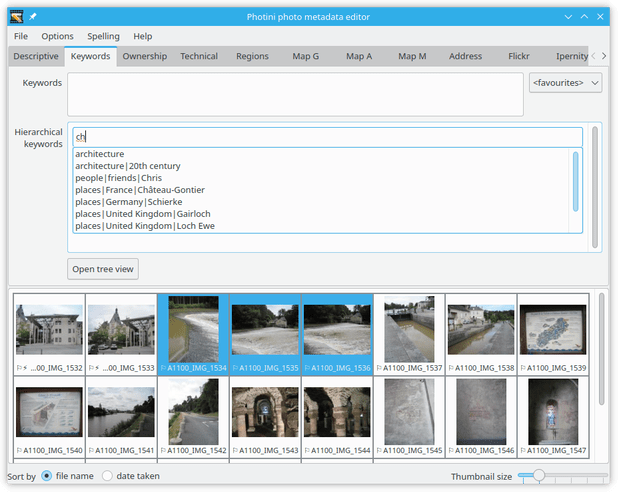 Photini photo metadata editor
File Options Spelling Help
Descriptive Keywords Ownership Technical Regions Map G Map A Map M Address Flickr Ipernity
Keywords
<favourites>
Hierarchical
keywords
ch
architecture
architecture|20th century
people|friends|Chris
places|France|Château-Gontier
places|Germany|Schierke
places|United Kingdom|Gairloch
places|United Kingdom|Loch Ewe
Open tree view
...00_IMG_1532 ...00_IMG_1533 A1100_IMG_1534 A1100_IMG_1535 A1100_IMG_1536 A1100_IMG_1537 A1100_IMG_1538 A1100_IMG_1539
A1100_IMG_1540 A1100_IMG_1541 A1100_IMG_1542 A1100_IMG_1543 A1100_IMG_1544 A1100_IMG_1545 A1100_IMG_1546 A1100_IMG_1547
Sort by file name date taken Thumbnail size